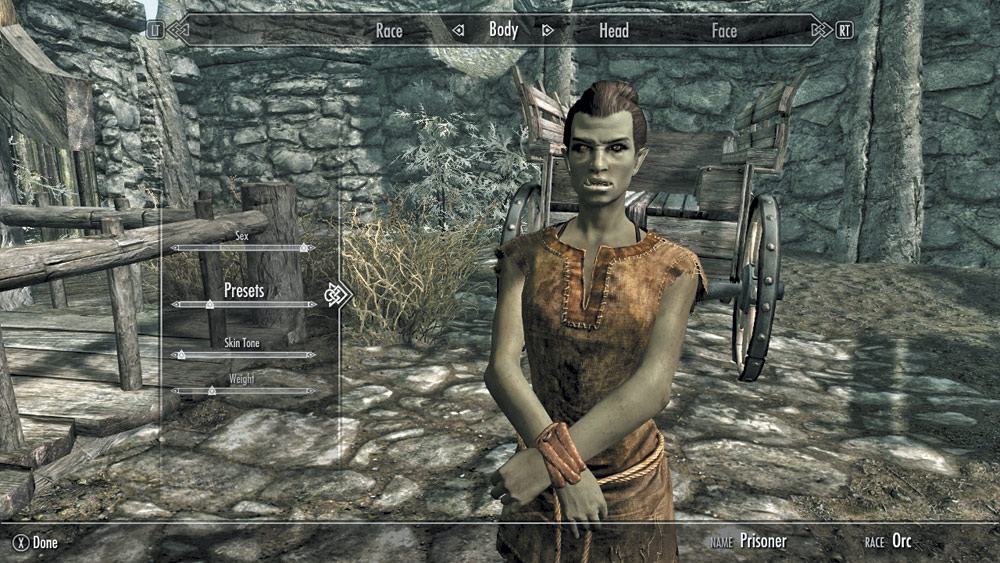 LT Race Body Head Face RT
Sex
Presets
Skin Tone
Weight
X Done NAME Prisoner RACE Orc